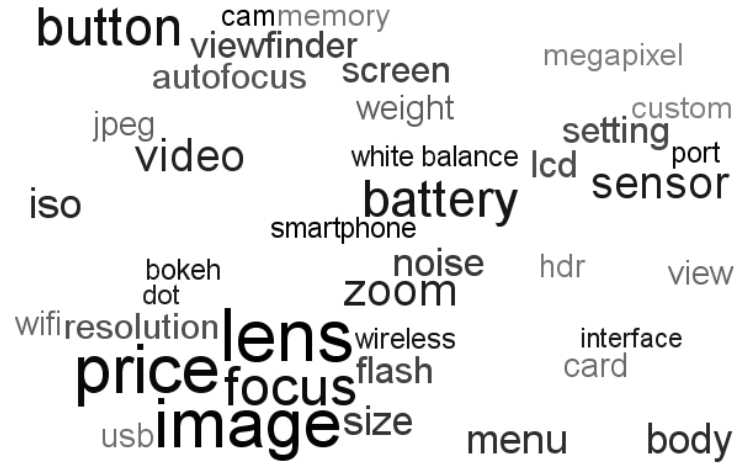 cam memory
button
viewfinder
megapixel
autofocus
screen
weight
custom
jpeg
setting
video
white balance
lcd
port
sensor
iso
battery
smartphone
bokeh
noise
hdr
view
dot
zoom
wifi resolution
lens
wireless
interface
price
focus
flash
card
usb
image
size
menu
body